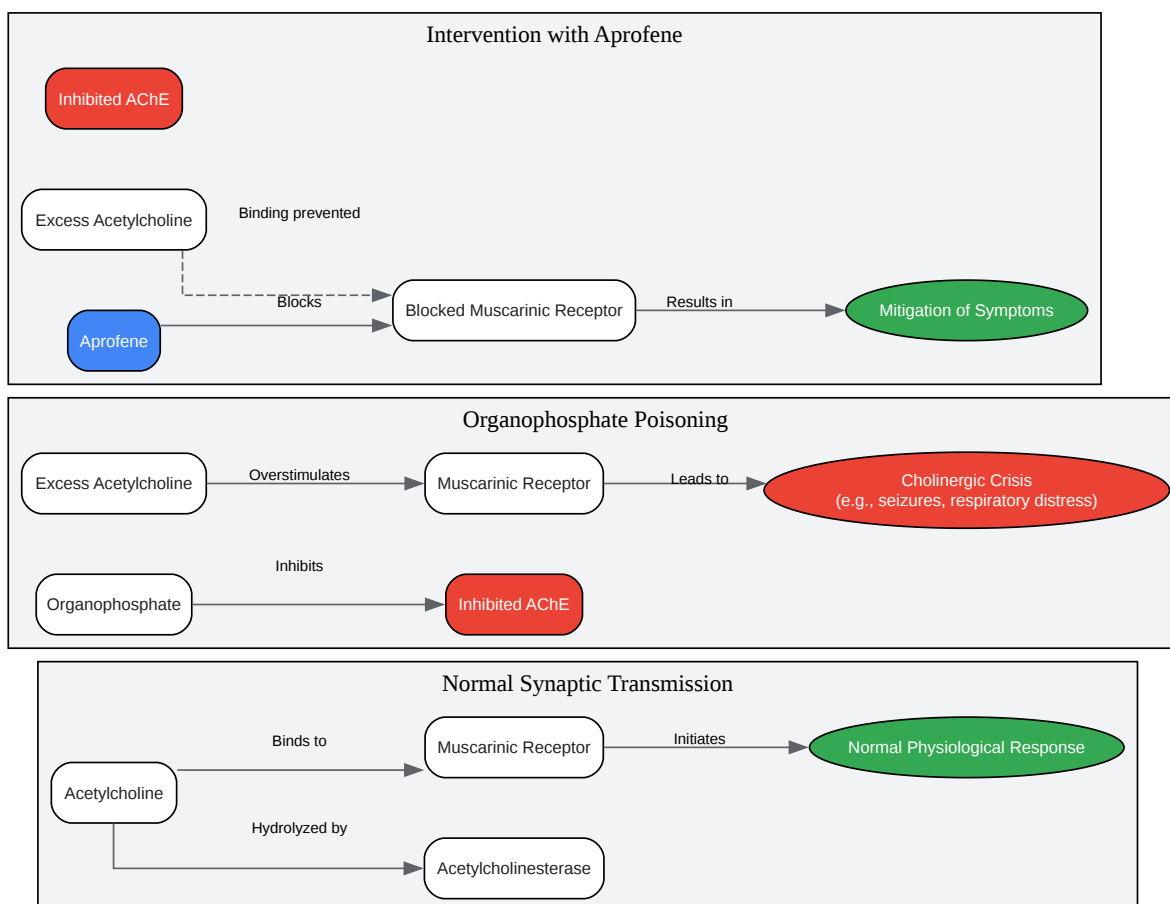 Intervention with Aprofene
Inhibited AChE
Excess Acetylcholine
Binding prevented
Blocks
Aprofene
Blocked Muscarinic Receptor
Results in
Mitigation of Symptoms
Organophosphate Poisoning
Excess Acetylcholine
Overstimulates
Muscarinic Receptor
Leads to
Cholinergic Crisis
(e.g., seizures, respiratory distress)
Organophosphate
Inhibits
Inhibited AChE
Normal Synaptic Transmission
Acetylcholine
Binds to
Muscarinic Receptor
Initiates
Normal Physiological Response
Hydrolyzed by
Acetylcholinesterase